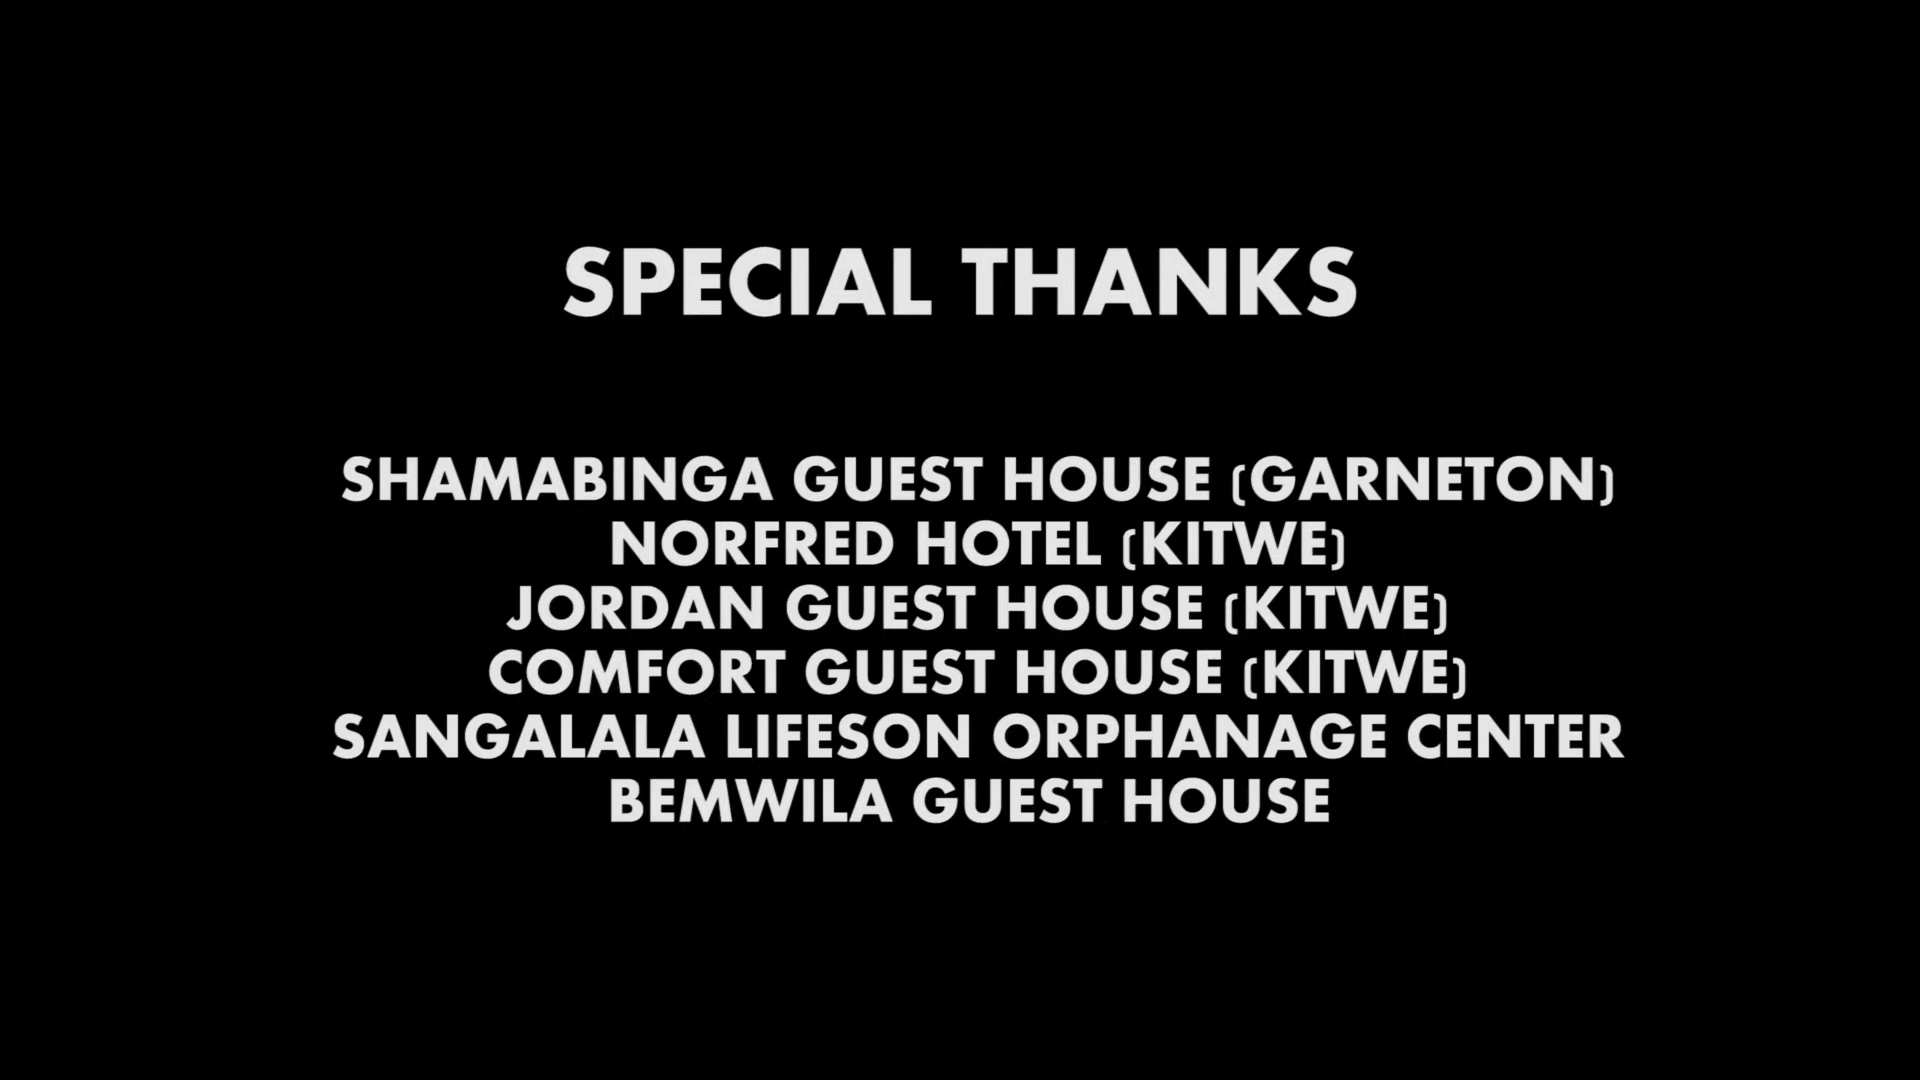 SPECIAL THANKS
SHAMABINGA GUEST HOUSE (GARNETON)
NORFRED HOTEL (KITWE)
JORDAN GUEST HOUSE (KITWE)
COMFORT GUEST HOUSE (KITWE)
SANGALALA LIFESON ORPHANAGE CENTER
BEMWILA GUEST HOUSE